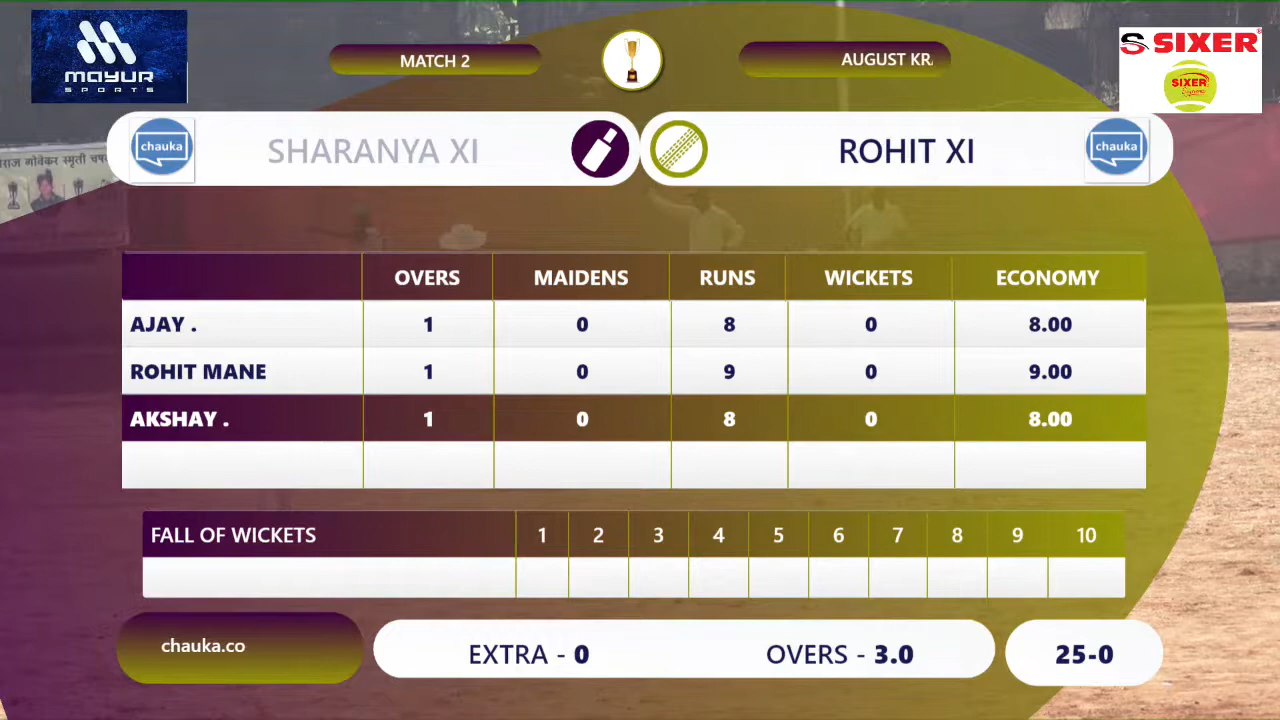 MAYUR
SPORTS
MATCH 2
AUGUST KR
S SIXER
SIXER
chauka
SHARANYA XI
ROHIT XI
chauka
राज गोवेकर स्मृती चष
OVERS MAIDENS RUNS WICKETS ECONOMY
AJAY . 1 0 8 0 8.00
ROHIT MANE 1 0 9 0 9.00
AKSHAY . 1 0 8 0 8.00
FALL OF WICKETS 1 2 3 4 5 6 7 8 9 10
chauka.co
EXTRA - 0 OVERS - 3.0 25-0